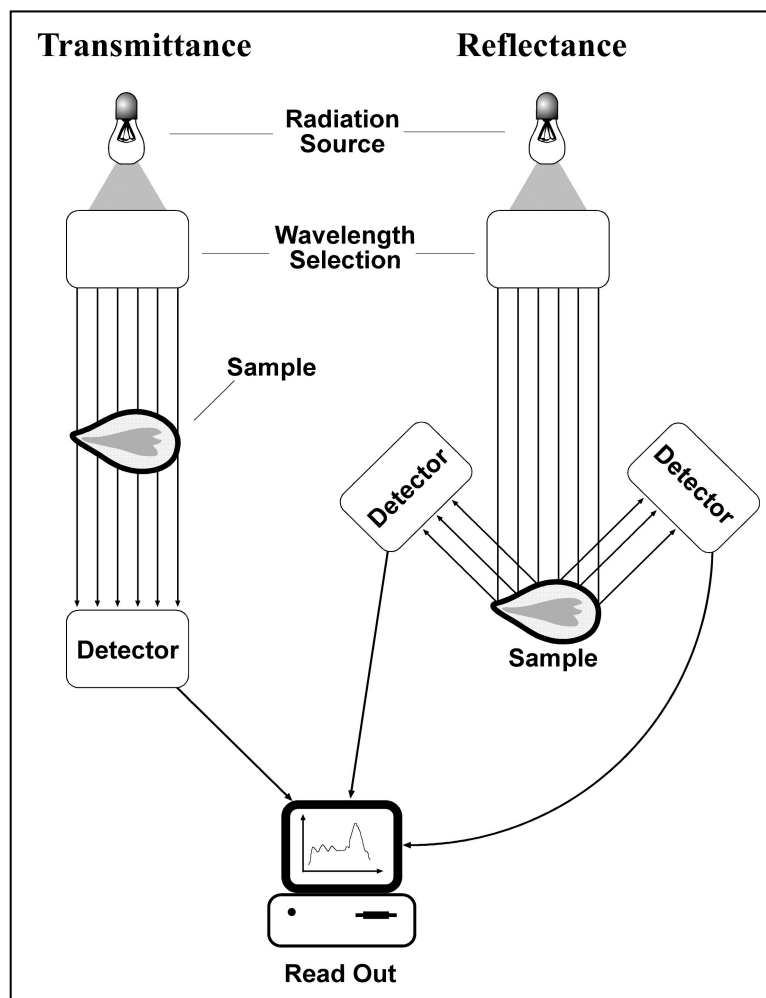 Transmittance
Reflectance
Radiation
Source
Wavelength
Selection
Sample
Detector
Detector
Detector
Sample
Read Out